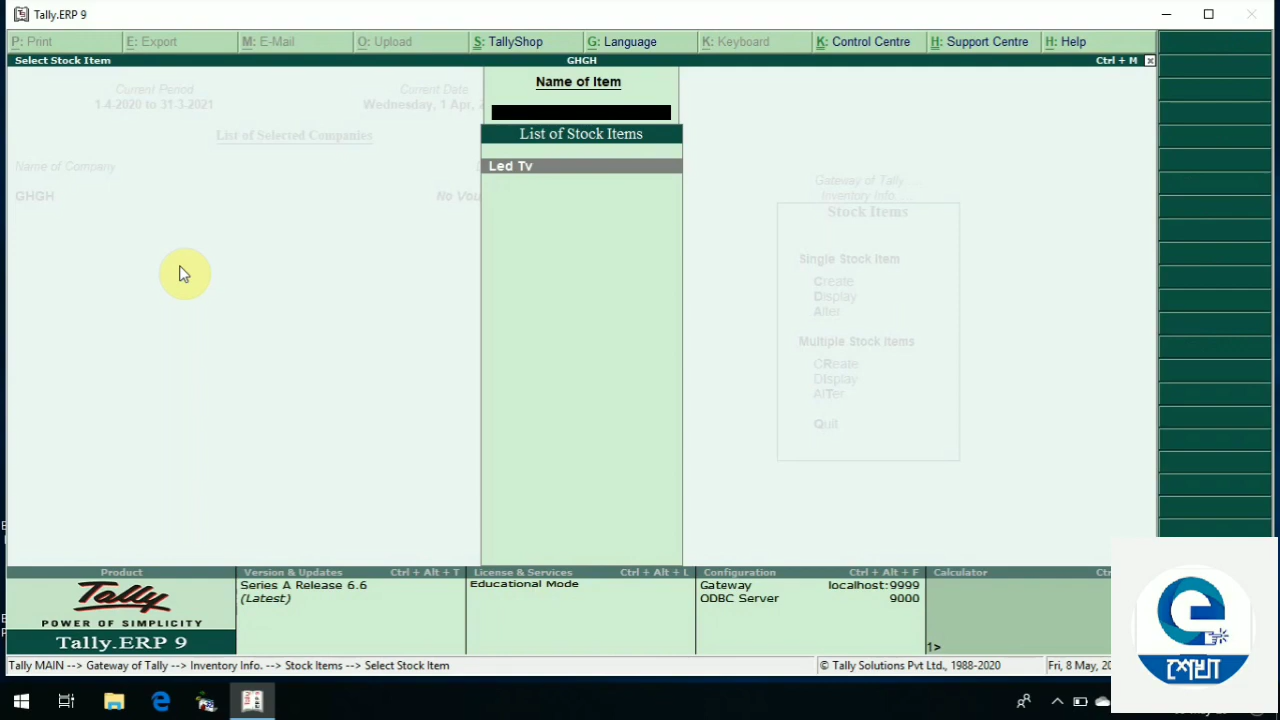 Tally.ERP 9
P: Print
E: Export
M: E-Mail
O: Upload
S: TallyShop
G: Language
K: Keyboard
K: Control Centre
H: Support Centre
H: Help
Select Stock Item
GHGH
Ctrl + M
Current Period
1-4-2020 to 31-3-2021
Current Date
Wednesday, 1 Apr,
List of Selected Companies
Name of Company
GHGH
No Vou
Name of Item
List of Stock Items
Led Tv
Gateway of Tally ...
Inventory Info. ...
Stock Items
Single Stock Item
Create
Display
Alter
Multiple Stock Items
CReate
DIsplay
AlTer
Quit
Product
Tally
POWER OF SIMPLICITY
Tally.ERP 9
Version & Updates
Ctrl + Alt + T
Series A Release 6.6
(Latest)
License & Services
Ctrl + Alt + L
Educational Mode
Configuration
Ctrl + Alt + F
Gateway
localhost:9999
ODBC Server
9000
Calculator
1>
Tally MAIN --> Gateway of Tally --> Inventory Info. --> Stock Items --> Select Stock Item
© Tally Solutions Pvt Ltd., 1988-2020
Fri, 8 May,
e
শেখা